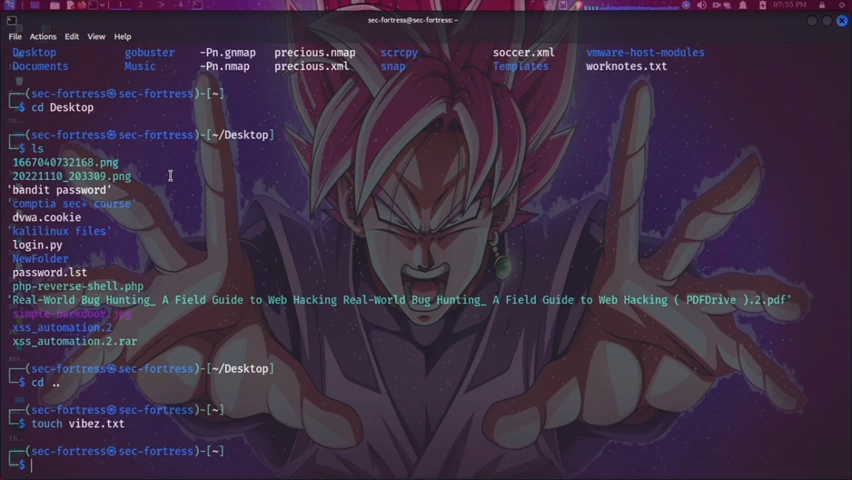 07:55 PM
sec-fortress@sec-fortress: ~
File Actions Edit View Help
Desktop gobuster -Pn.gnmap precious.nmap scrcpy soccer.xml vmware-host-modules
Documents Music -Pn.nmap precious.xml snap Templates worknotes.txt
┌──(sec-fortress㉿sec-fortress)-[~]
└─$ cd Desktop
┌──(sec-fortress㉿sec-fortress)-[~/Desktop]
└─$ ls
1667040732168.png
20221110_203309.png
'bandit password'
'comptia sec+ course'
dvwa.cookie
'kalilinux files'
login.py
NewFolder
password.lst
php-reverse-shell.php
'Real-World Bug Hunting_ A Field Guide to Web Hacking Real-World Bug Hunting_ A Field Guide to Web Hacking ( PDFDrive ).2.pdf'
simple-backdoor.jpg
xss_automation.2
xss_automation.2.rar
┌──(sec-fortress㉿sec-fortress)-[~/Desktop]
└─$ cd ..
┌──(sec-fortress㉿sec-fortress)-[~]
└─$ touch vibez.txt
┌──(sec-fortress㉿sec-fortress)-[~]
└─$